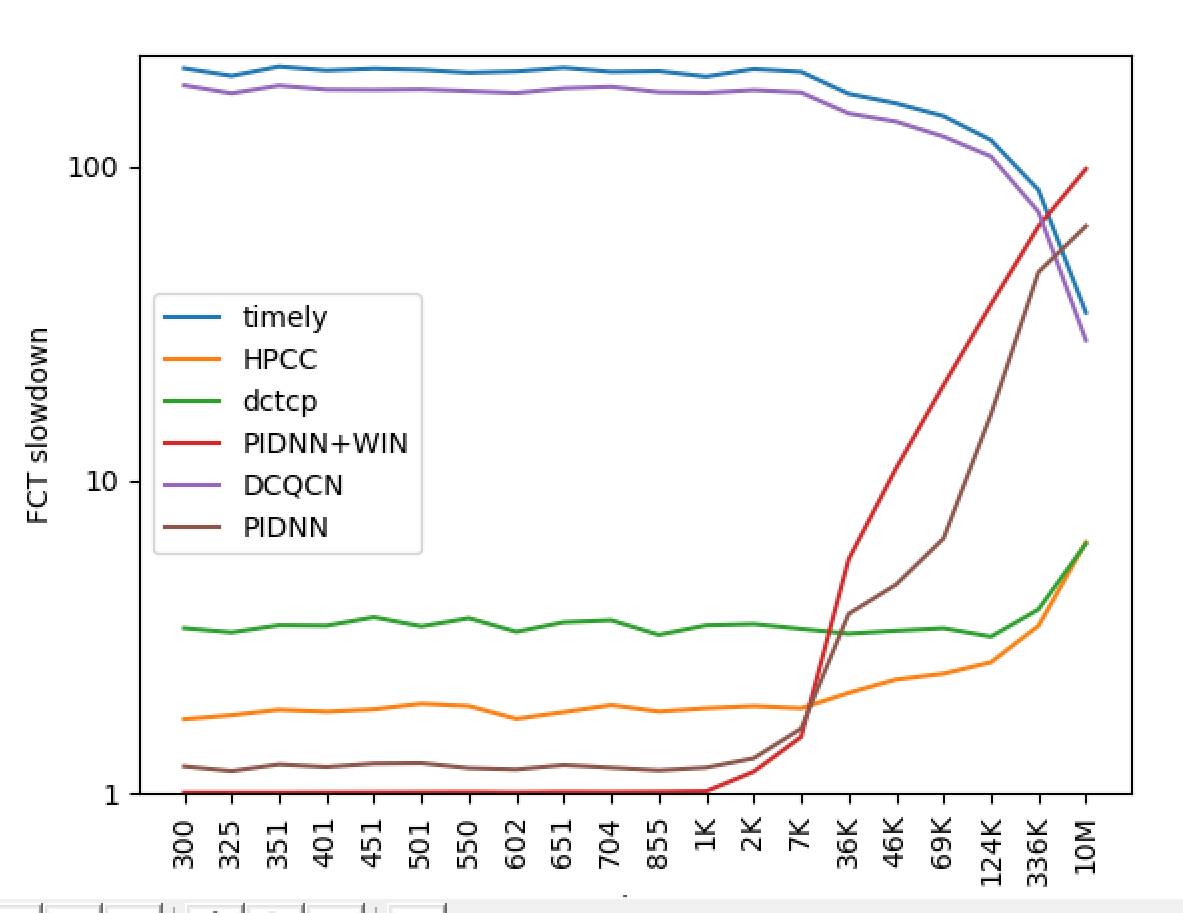 100
10
1
FCT slowdown
timely
HPCC
dctcp
PIDNN+WIN
DCQCN
PIDNN
300
325
351
401
451
501
550
602
651
704
855
1K
2K
7K
36K
46K
69K
124K
336K
10M